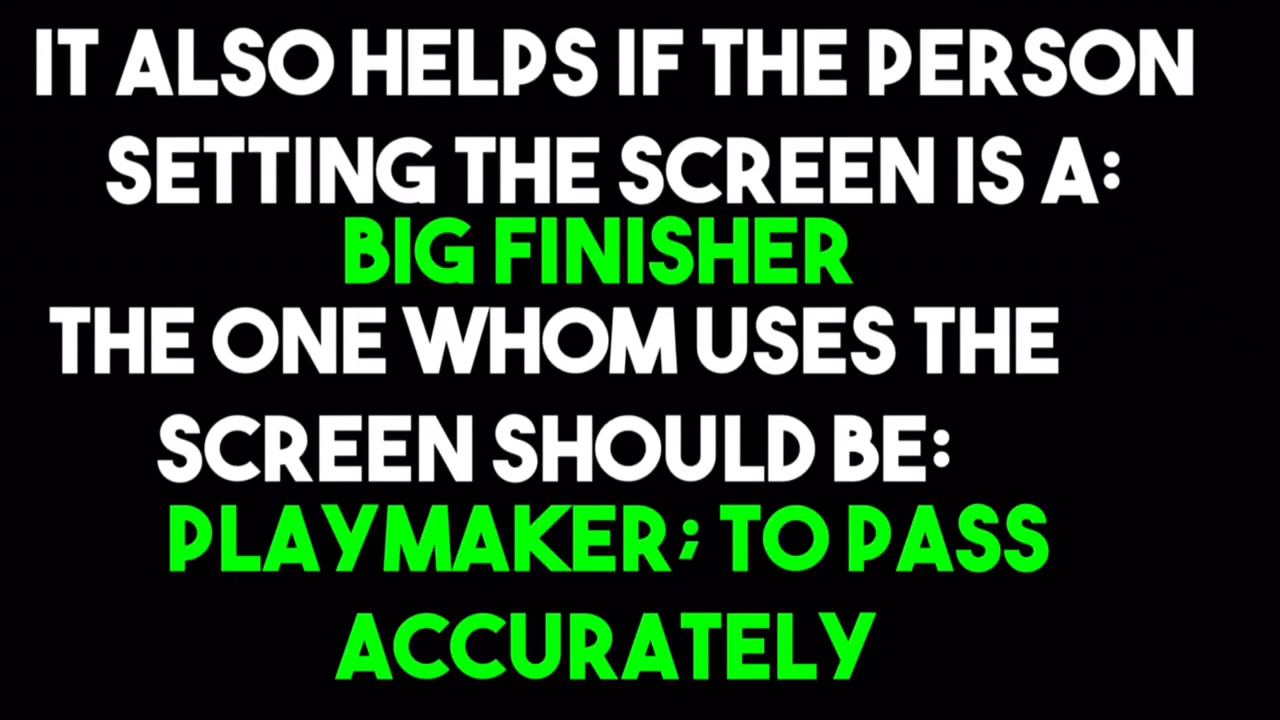 IT ALSO HELPS IF THE PERSON
SETTING THE SCREEN IS A:
BIG FINISHER
THE ONE WHOM USES THE
SCREEN SHOULD BE:
PLAYMAKER; TO PASS
ACCURATELY